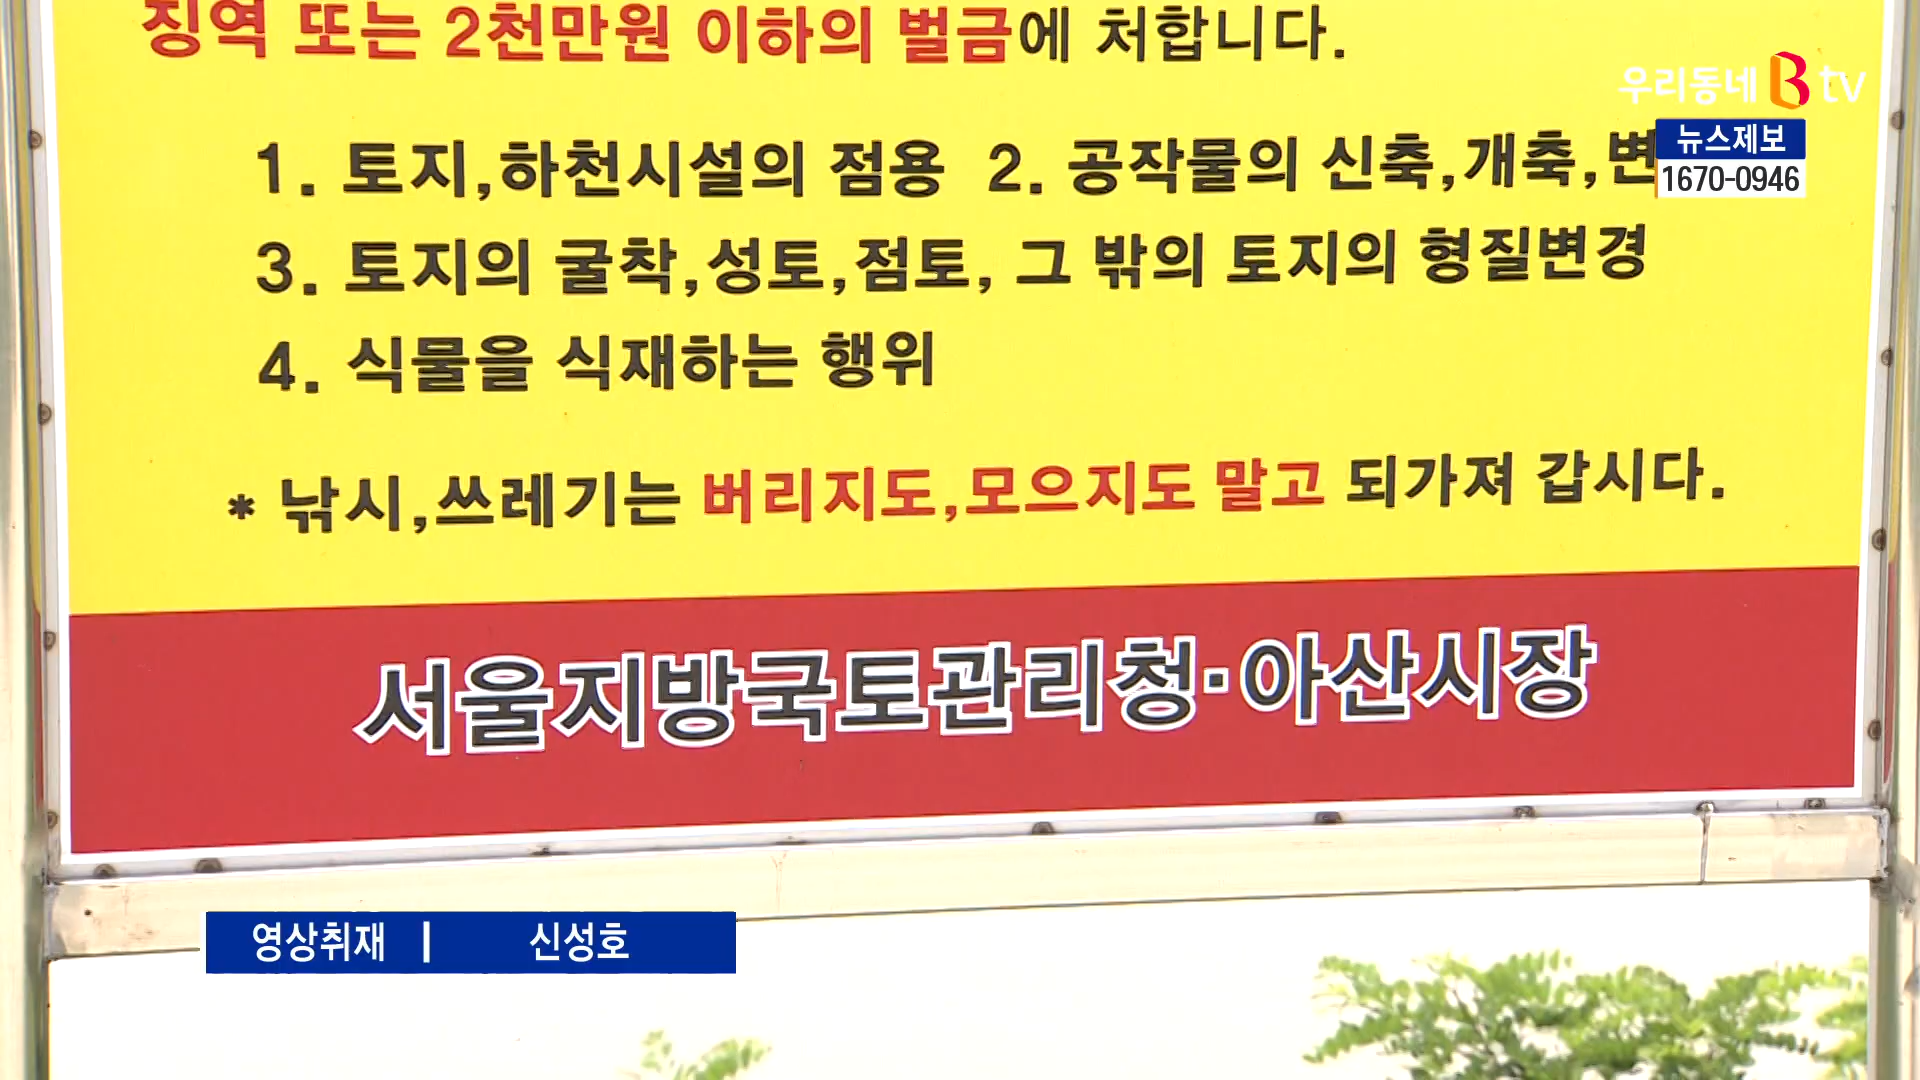 징역 또는 2천만원 이하의 벌금에 처합니다.
우리동네 B tv
뉴스제보
1670-0946
1. 토지,하천시설의 점용 2. 공작물의 신축,개축,변
3. 토지의 굴착,성토,점토, 그 밖의 토지의 형질변경
4. 식물을 식재하는 행위
* 낚시,쓰레기는 버리지도,모으지도 말고 되가져 갑시다.
서울지방국토관리청·아산시장
영상취재 | 신성호